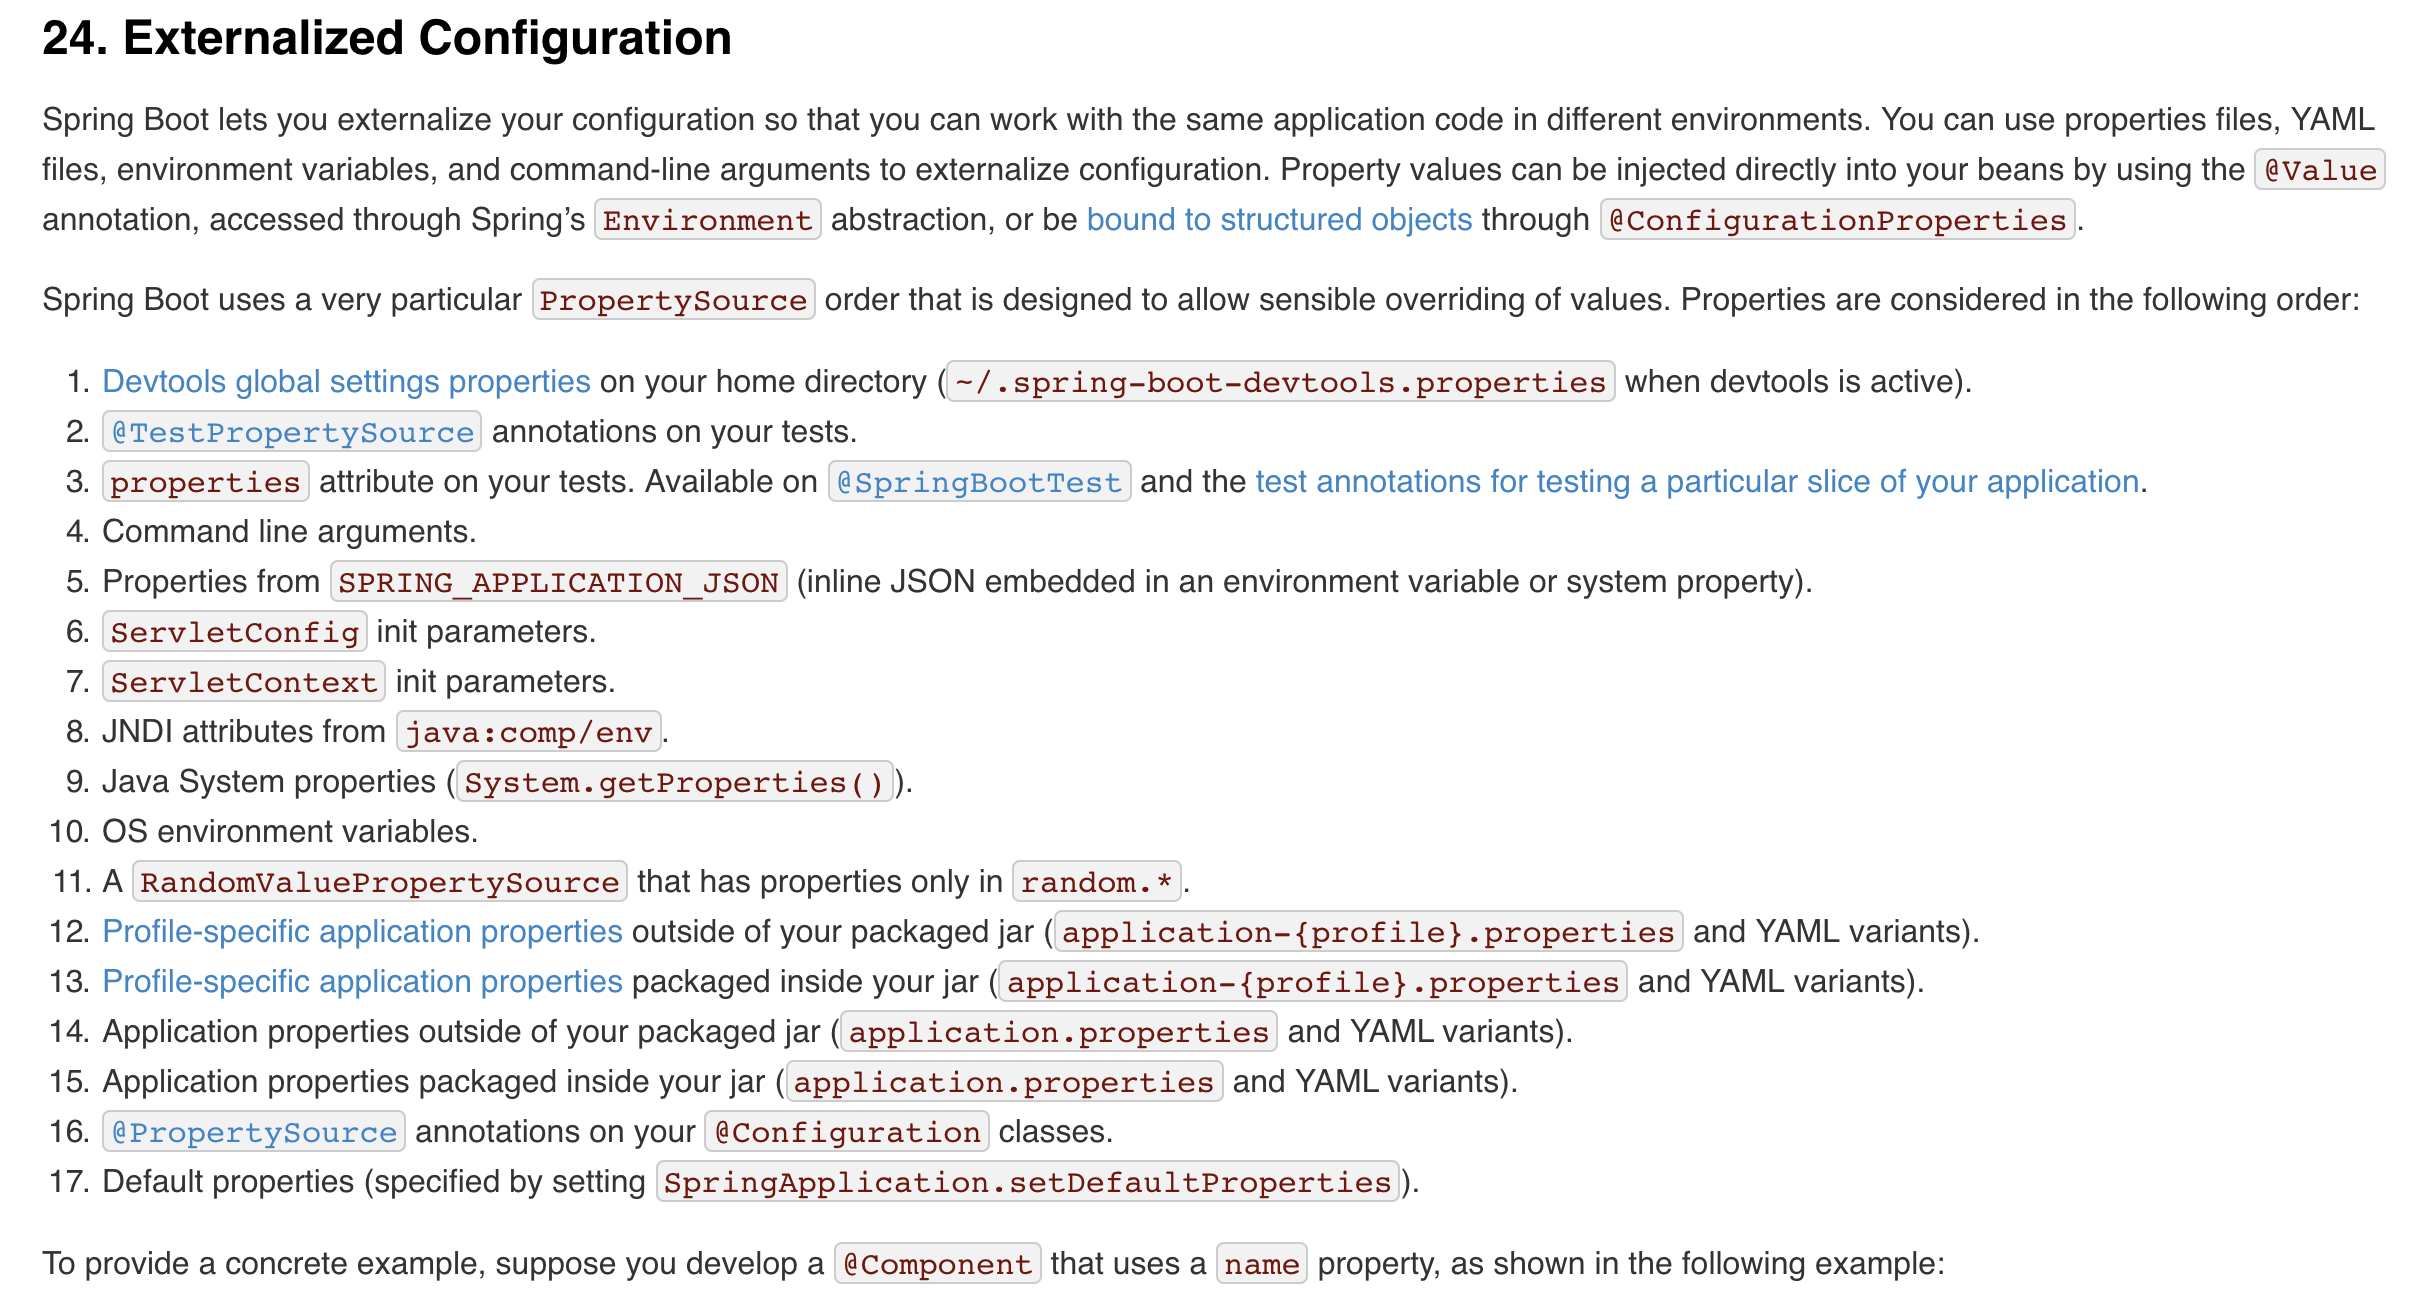 24. Externalized Configuration
Spring Boot lets you externalize your configuration so that you can work with the same application code in different environments. You can use properties files, YAML
files, environment variables, and command-line arguments to externalize configuration. Property values can be injected directly into your beans by using the @Value
annotation, accessed through Spring’s Environment abstraction, or be bound to structured objects through @ConfigurationProperties.
Spring Boot uses a very particular PropertySource order that is designed to allow sensible overriding of values. Properties are considered in the following order:
1. Devtools global settings properties on your home directory (~/.spring-boot-devtools.properties when devtools is active).
2. @TestPropertySource annotations on your tests.
3. properties attribute on your tests. Available on @SpringBootTest and the test annotations for testing a particular slice of your application.
4. Command line arguments.
5. Properties from SPRING_APPLICATION_JSON (inline JSON embedded in an environment variable or system property).
6. ServletConfig init parameters.
7. ServletContext init parameters.
8. JNDI attributes from java:comp/env.
9. Java System properties (System.getProperties()).
10. OS environment variables.
11. A RandomValuePropertySource that has properties only in random.*.
12. Profile-specific application properties outside of your packaged jar (application-{profile}.properties and YAML variants).
13. Profile-specific application properties packaged inside your jar (application-{profile}.properties and YAML variants).
14. Application properties outside of your packaged jar (application.properties and YAML variants).
15. Application properties packaged inside your jar (application.properties and YAML variants).
16. @PropertySource annotations on your @Configuration classes.
17. Default properties (specified by setting SpringApplication.setDefaultProperties).
To provide a concrete example, suppose you develop a @Component that uses a name property, as shown in the following example: